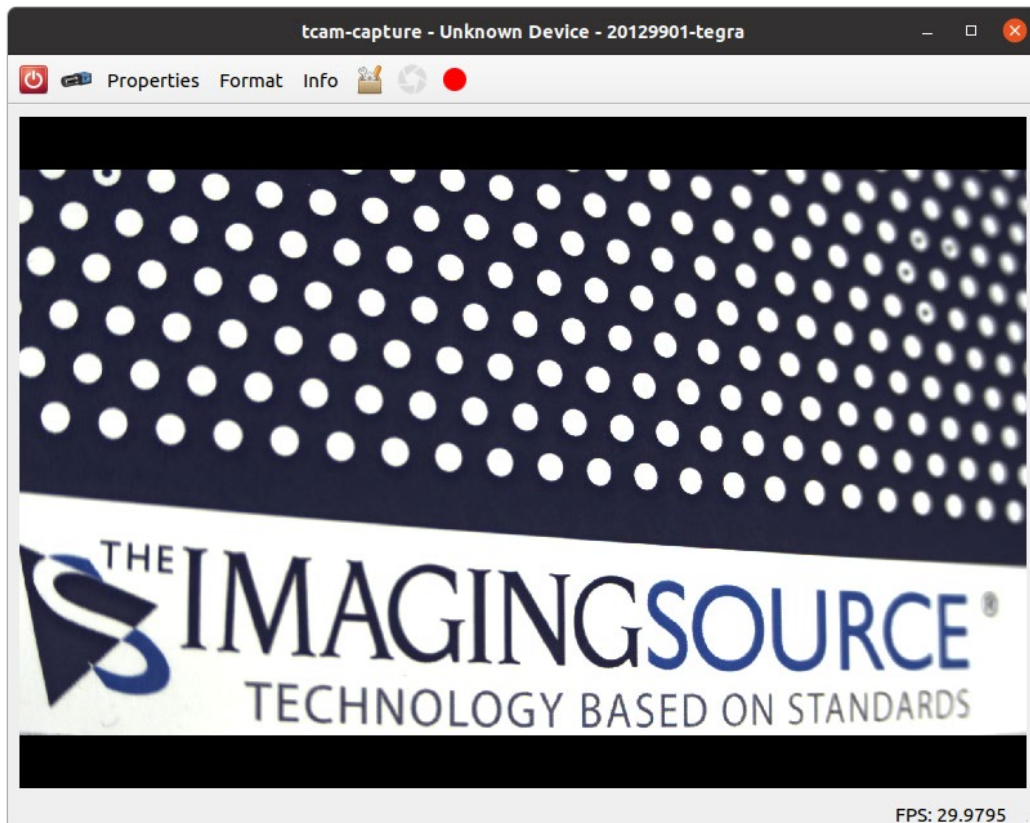 tcam-capture - Unknown Device - 20129901-tegra
Properties Format Info
THE IMAGINGSOURCE®
TECHNOLOGY BASED ON STANDARDS
FPS: 29.9795